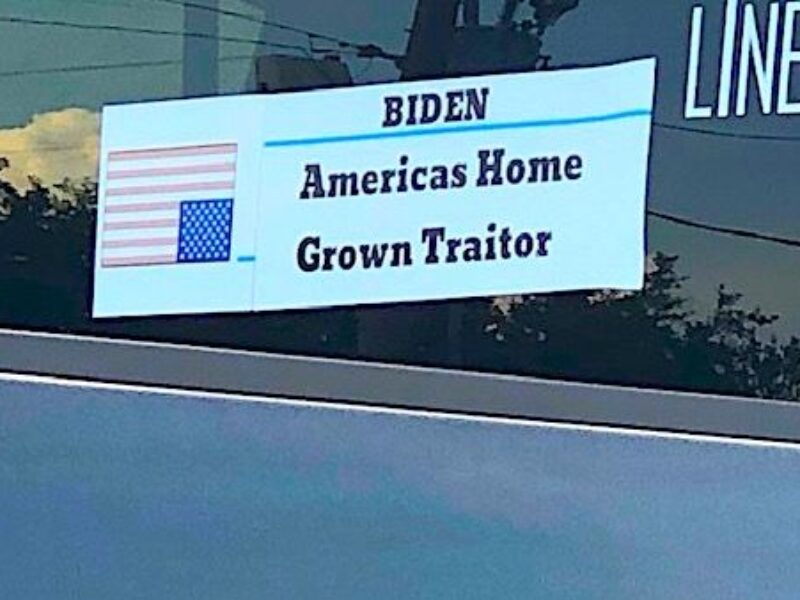 LINE
BIDEN
Americas Home
Grown Traitor